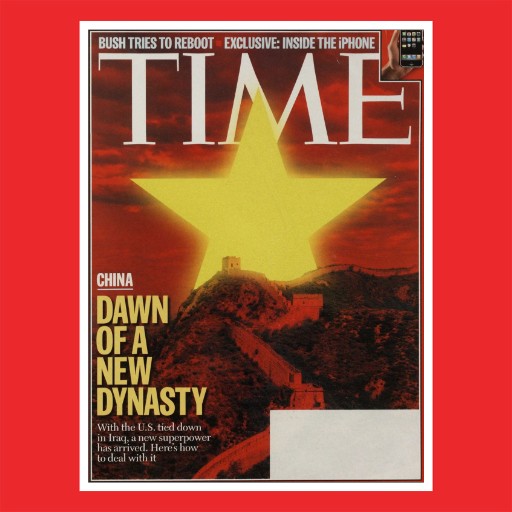 BUSH TRIES TO REBOOT EXCLUSIVE: INSIDE THE iPHONE
TIME
CHINA
DAWN
OF A
NEW
DYNASTY
With the U.S. tied down
in Iraq, a new superpower
has arrived. Here's how
to deal with it